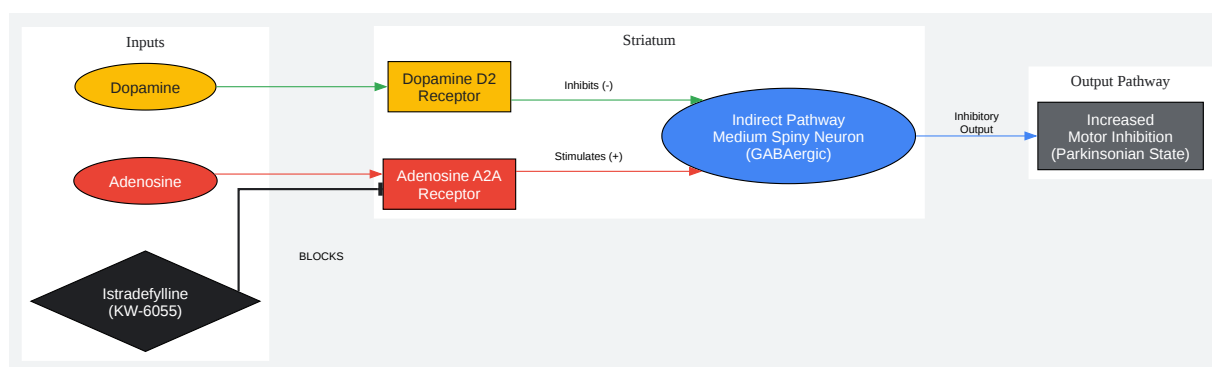 Inputs
Striatum
Output Pathway
Dopamine
Dopamine D2
Receptor
Inhibits (-)
Indirect Pathway
Medium Spiny Neuron
(GABAergic)
Inhibitory
Output
Increased
Motor Inhibition
(Parkinsonian State)
Adenosine
Adenosine A2A
Receptor
Stimulates (+)
BLOCKS
Istradefylline
(KW-6055)